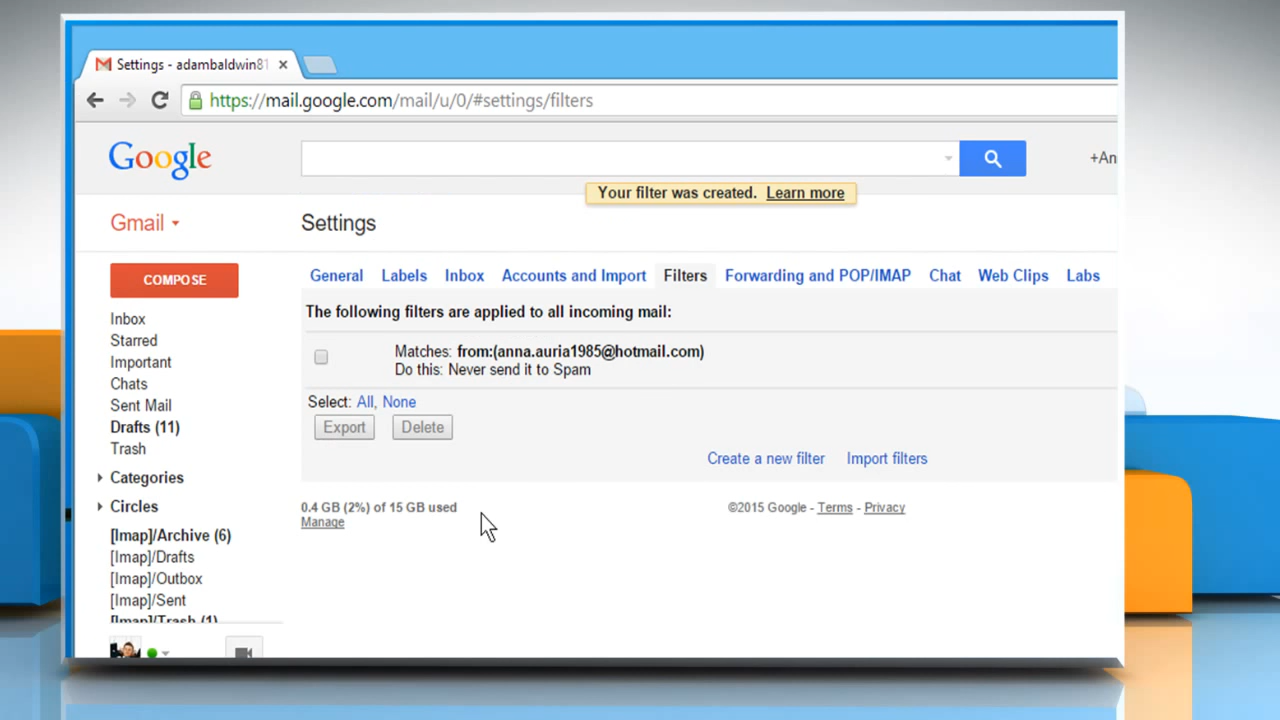 Settings - adambaldwin81
https://mail.google.com/mail/u/0/#settings/filters
Google
+An
Your filter was created. Learn more
Gmail
Settings
COMPOSE
General Labels Inbox Accounts and Import Filters Forwarding and POP/IMAP Chat Web Clips Labs
The following filters are applied to all incoming mail:
Inbox
Starred
Important
Chats
Sent Mail
Drafts (11)
Trash
Categories
Circles
[Imap]/Archive (6)
[Imap]/Drafts
[Imap]/Outbox
[Imap]/Sent
[Imap]/Trash (1)
Matches: from:(anna.auria1985@hotmail.com)
Do this: Never send it to Spam
Select: All, None
Export Delete
Create a new filter Import filters
0.4 GB (2%) of 15 GB used
Manage
©2015 Google - Terms - Privacy